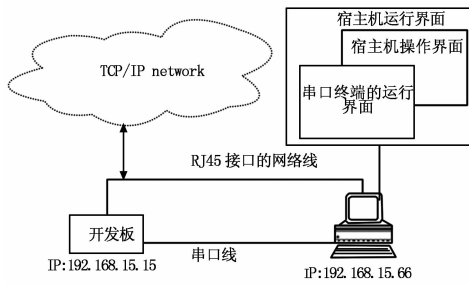 宿主机运行界面
宿主机操作界面
串口终端的运行
界面
TCP/IP network
RJ45 接口的网络线
开发板
串口线
IP:192.168.15.15
IP:192.168.15.66